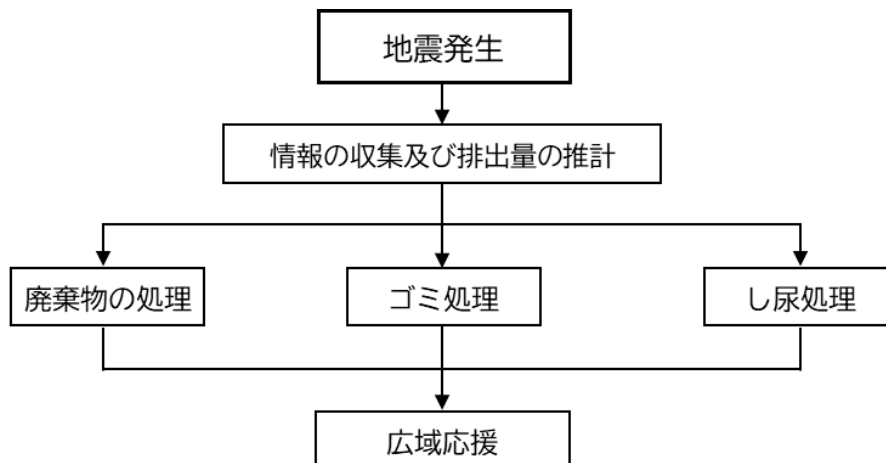 地震発生
情報の収集及び排出量の推計
廃棄物の処理
ゴミ処理
し尿処理
広域応援